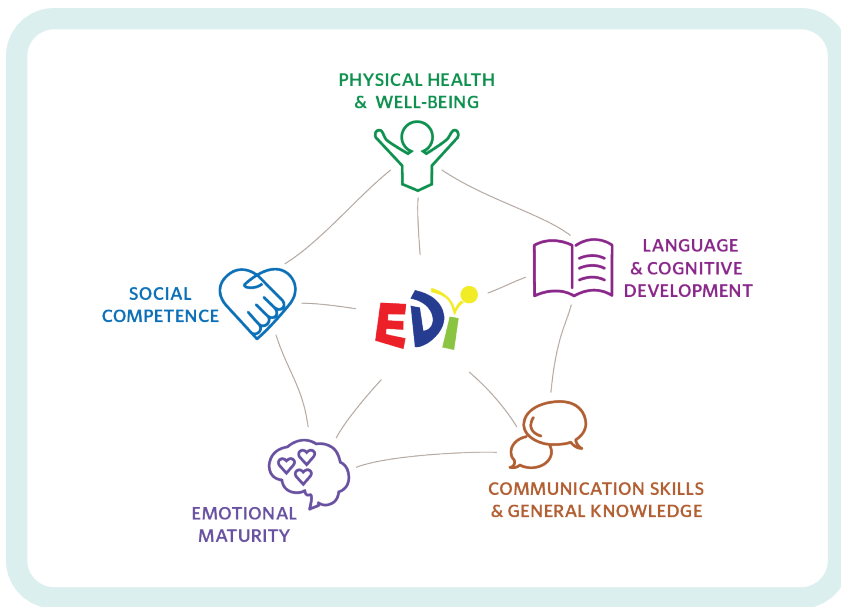 PHYSICAL HEALTH
& WELL-BEING
LANGUAGE
& COGNITIVE
DEVELOPMENT
SOCIAL
COMPETENCE
EDI
COMMUNICATION SKILLS
& GENERAL KNOWLEDGE
EMOTIONAL
MATURITY